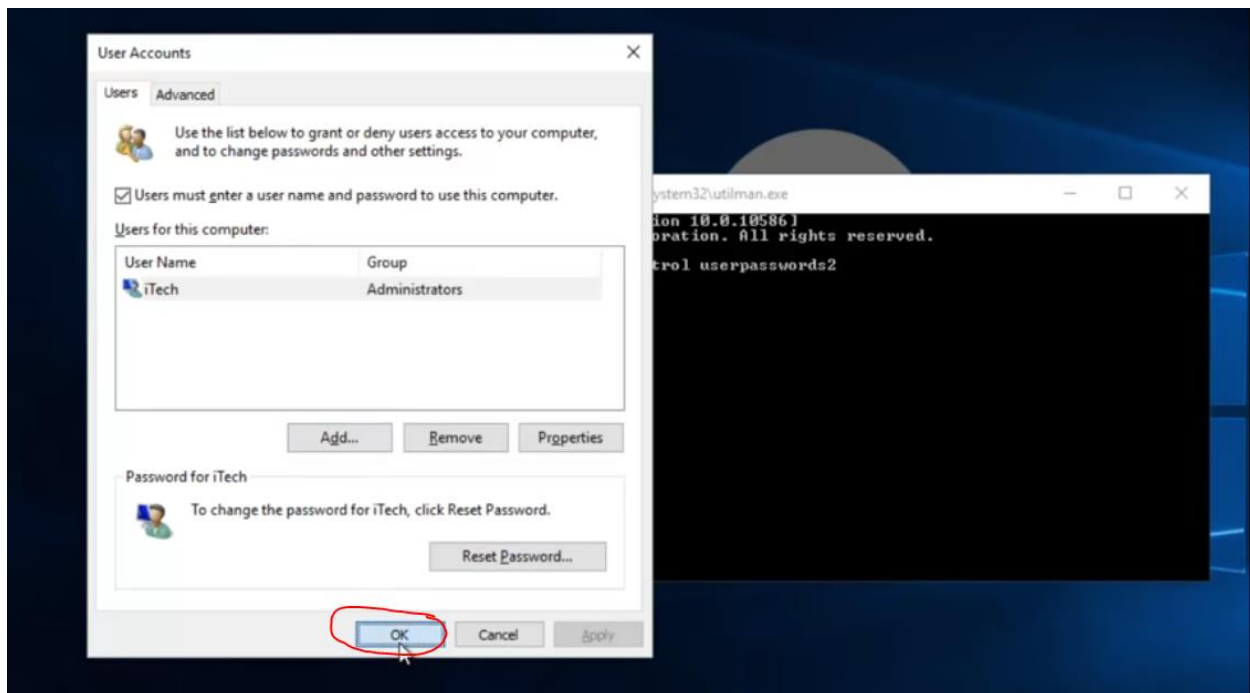 User Accounts
Users Advanced
Use the list below to grant or deny users access to your computer,
and to change passwords and other settings.
Users must enter a user name and password to use this computer.
Users for this computer:
User Name Group
iTech Administrators
Add... Remove Properties
Password for iTech
To change the password for iTech, click Reset Password.
Reset Password...
OK Cancel Apply
ystem32\utilman.exe
ion 10.0.10586]
oration. All rights reserved.
trol userpasswords2